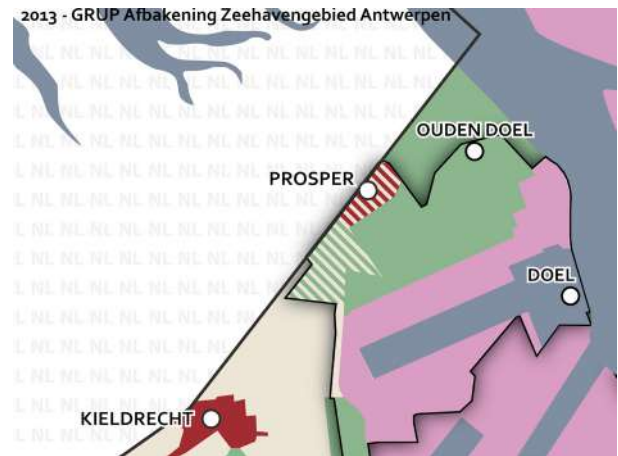 2013 - GRUP Afbakening Zeehavengebied Antwerpen
OUDEN DOEL
PROSPER
DOEL
KIELDRECHT